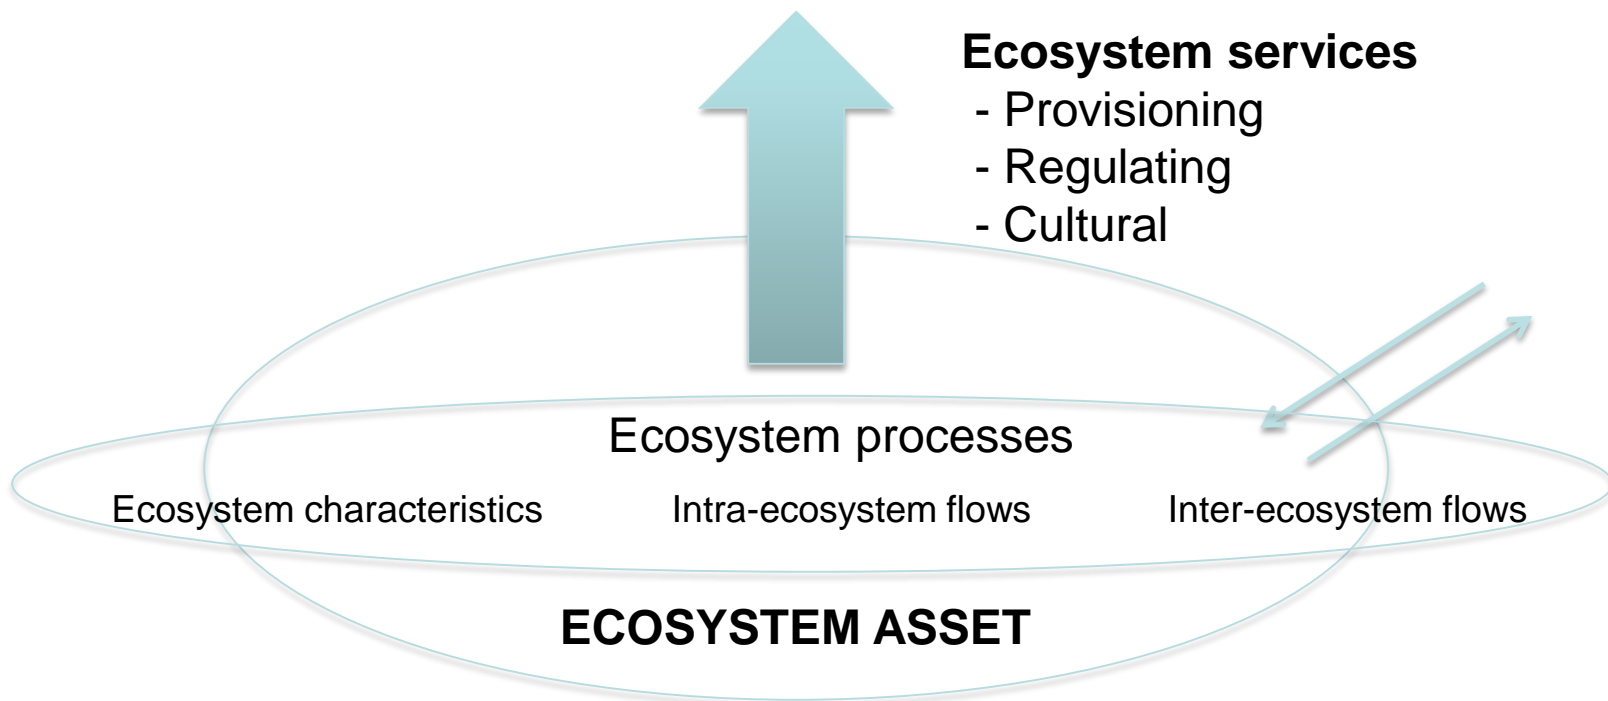 Ecosystem services
- Provisioning
- Regulating
- Cultural
Ecosystem processes
Ecosystem characteristics
Intra-ecosystem flows
Inter-ecosystem flows
ECOSYSTEM ASSET